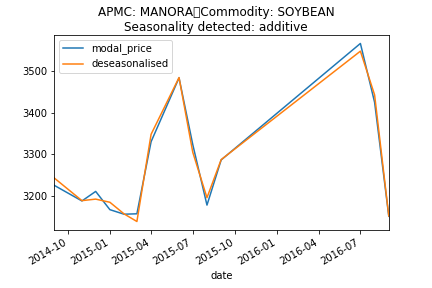 APMC: MANORA▯Commodity: SOYBEAN
Seasonality detected: additive
modal_price
deseasonalised
3500
3400
3300
3200
2014-10
2015-01
2015-04
2015-07
2015-10
2016-01
2016-04
2016-07
date